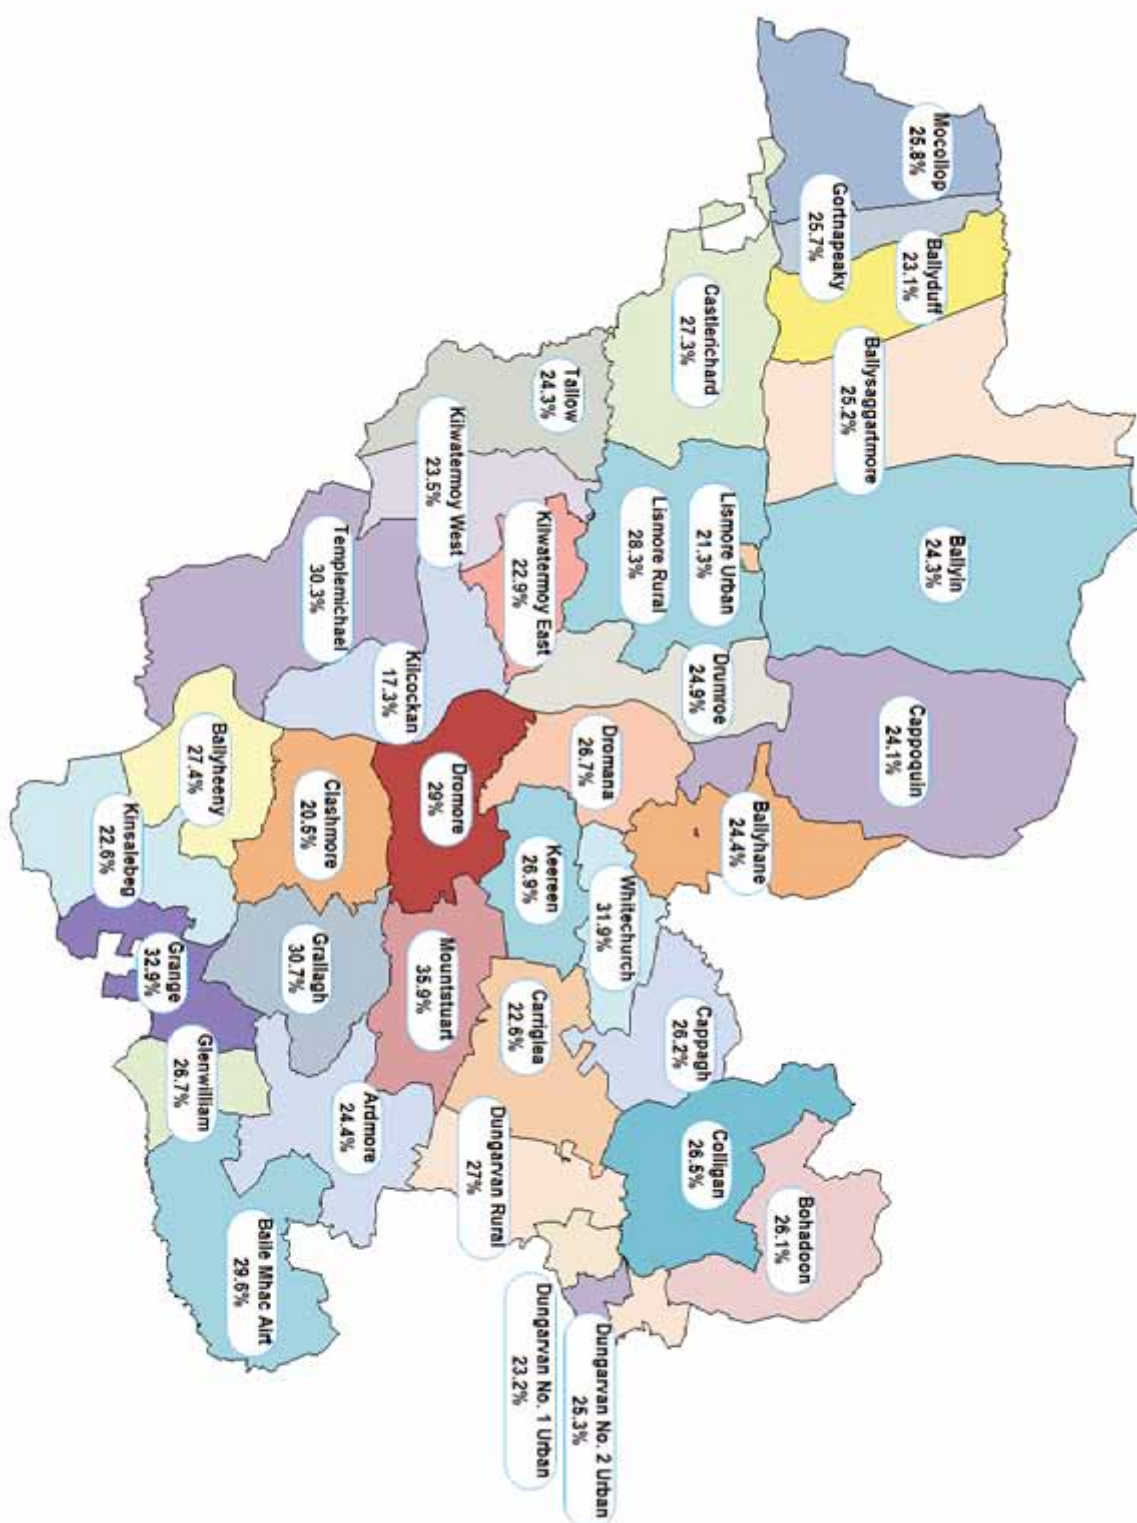 Mocollop
25.8%
Gortnapeaky
25.7%
Ballyduff
23.1%
Ballysaggartmore
25.2%
Ballyin
24.3%
Cappoquin
24.1%
Castlerichard
27.3%
Tallow
24.3%
Kilwatermoy West
23.5%
Kilwatermoy East
22.9%
Lismore Urban
21.3%
Lismore Rural
28.3%
Drumroe
24.9%
Ballyhane
24.4%
Dromana
26.7%
Templemichael
30.3%
Kilcockan
17.3%
Dromore
29%
Keereen
26.9%
Whitechurch
31.9%
Cappagh
26.2%
Colligan
26.5%
Bohadoon
26.1%
Ballyheeny
27.4%
Clashmore
20.5%
Kinsalebeg
22.6%
Grange
32.9%
Grallagh
30.7%
Mountstuart
35.9%
Carriglea
22.6%
Glenwilliam
26.7%
Ardmore
24.4%
Dungarvan Rural
27%
Baile Mhac Airt
29.6%
Dungarvan No. 2 Urban
25.3%
Dungarvan No. 1 Urban
23.2%